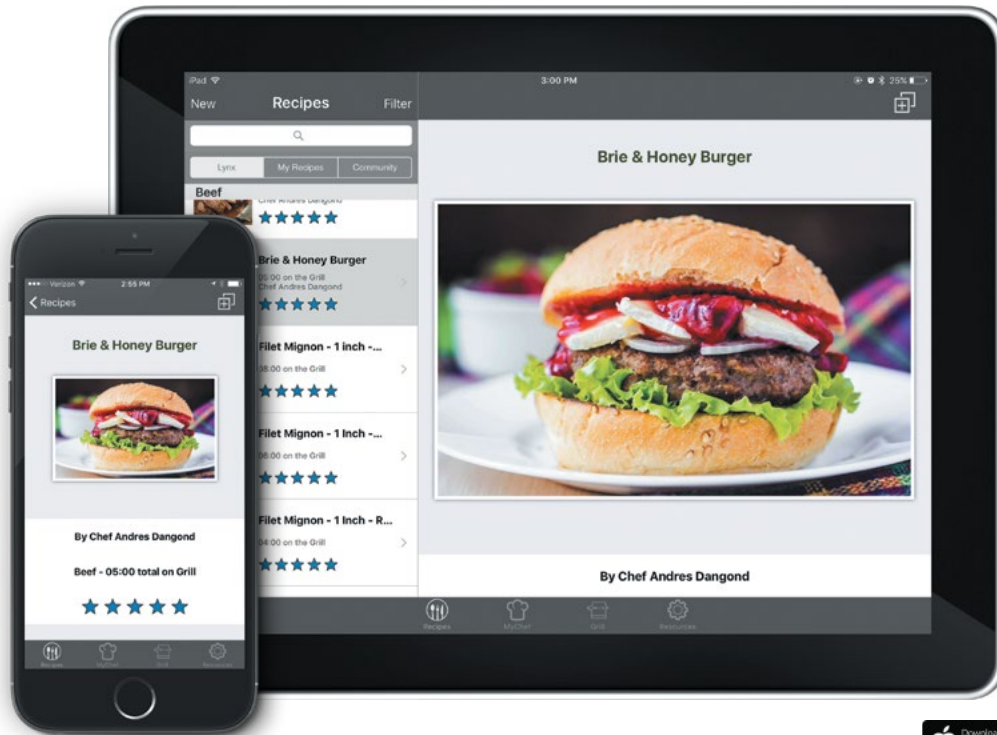 iPad
3:00 PM
25%
New
Recipes
Filter
Lynx
My Recipes
Community
Beef
Chef Andres Dangond
Brie & Honey Burger
05:00 on the Grill
Chef Andres Dangond
Filet Mignon - 1 inch -...
on the Grill
Filet Mignon - 1 Inch -...
06:00 on the Grill
Filet Mignon - 1 Inch - R...
04:00 on the Grill
Brie & Honey Burger
By Chef Andres Dangond
Recipes
MyChef
Grill
Resources
Verizon
2:55 PM
Recipes
Brie & Honey Burger
By Chef Andres Dangond
Beef - 05:00 total on Grill
Recipes
MyChef
Grill
Resources